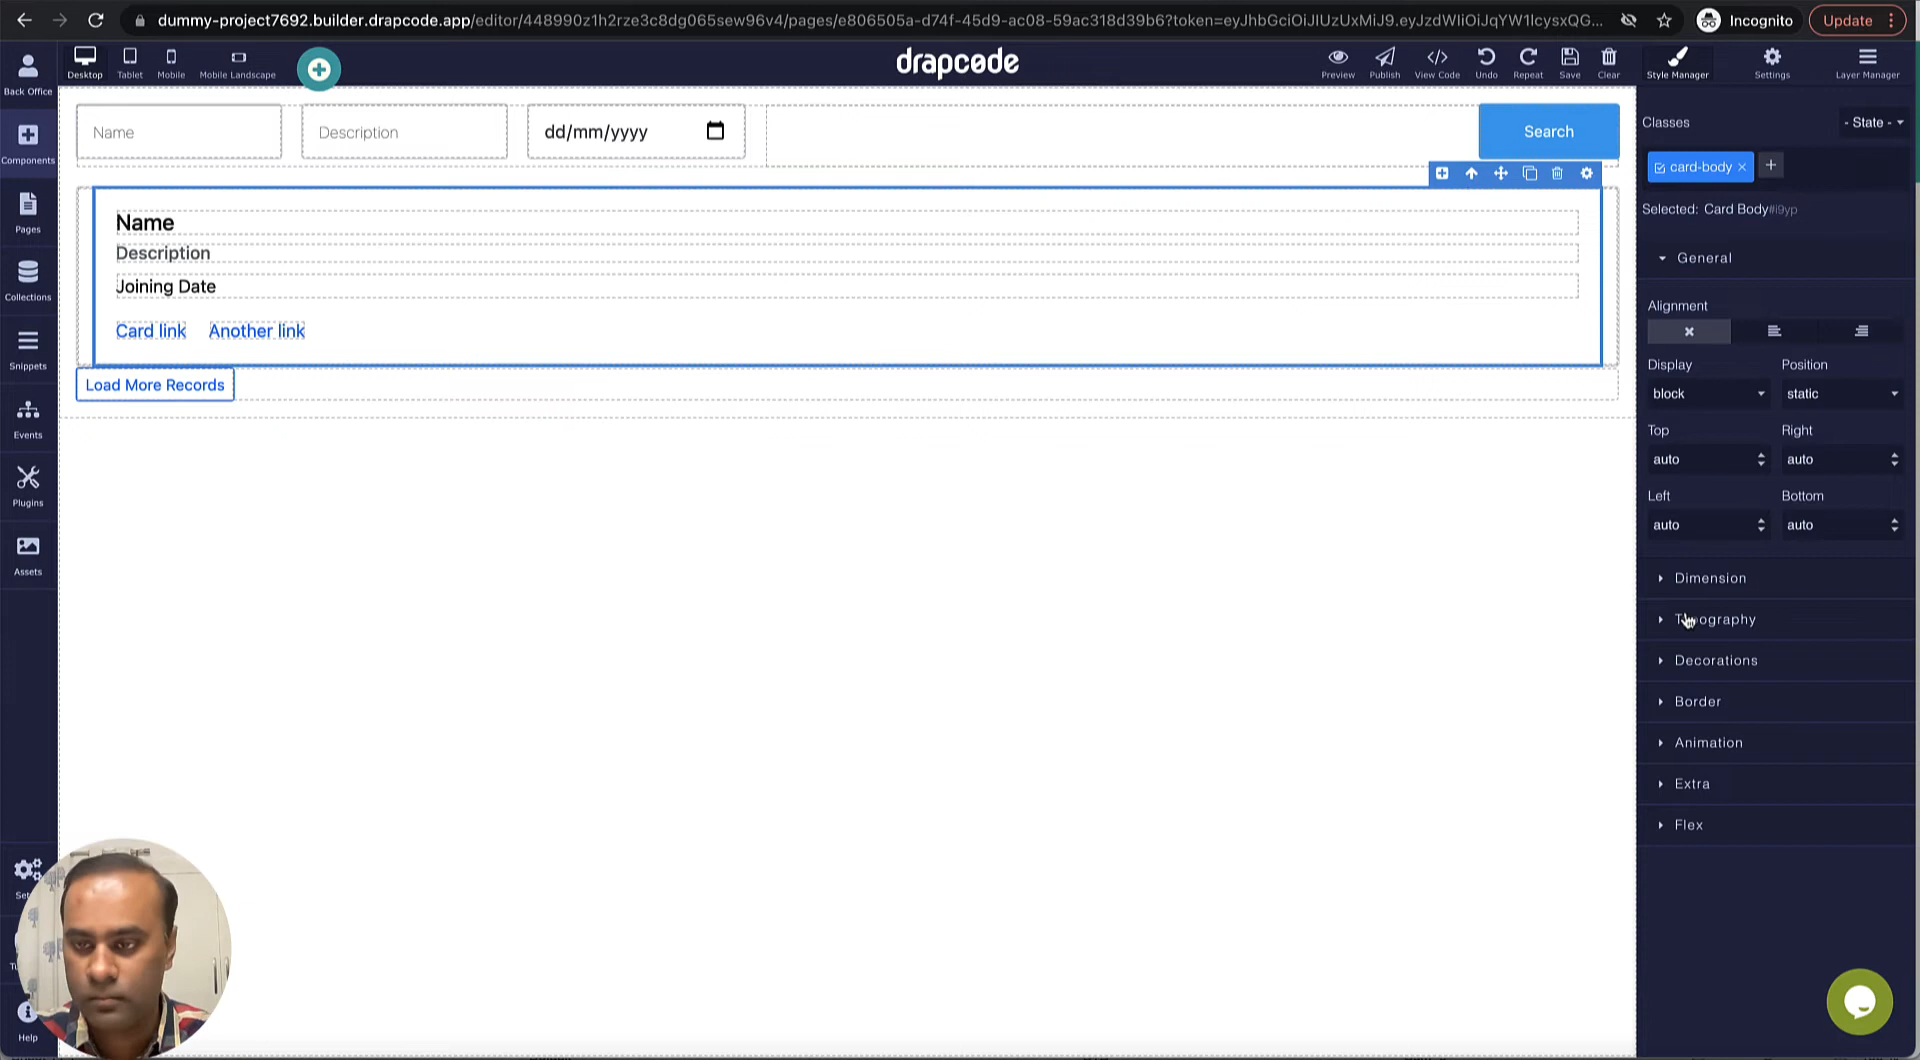 dummy-project7692.builder.drapcode.app/editor/448990z1h2rze3c8dg065sew96v4/pages/e806505a-d74f-45d9-ac08-59ac318d39b6?token=eyJhbGciOiJIUzUxMiJ9.eyJzdWIiOiJqYW1lcysxQG...
Incognito
Update
Back Office
Desktop
Tablet
Mobile
Mobile Landscape
drapcode
Preview
Publish
View Code
Undo
Repeat
Save
Clear
Style Manager
Settings
Layer Manager
Components
Pages
Collections
Snippets
Events
Plugins
Assets
Help
Name
Description
dd/mm/yyyy
Search
Name
Description
Joining Date
Card link
Another link
Load More Records
Classes
- State -
card-body
Selected: Card Body#i9yp
General
Alignment
Display
Position
block
static
Top
Right
auto
auto
Left
Bottom
auto
auto
Dimension
Typography
Decorations
Border
Animation
Extra
Flex